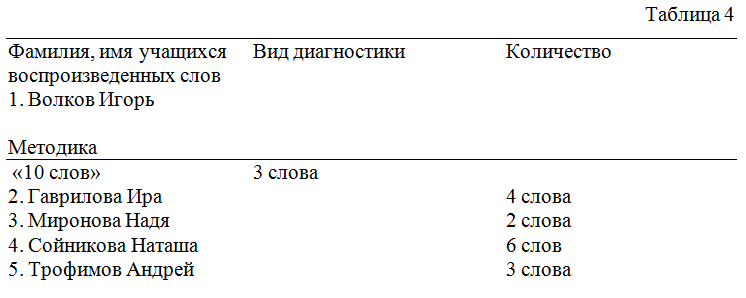 Таблица 4
Фамилия, имя учащихся Вид диагностики Количество
воспроизведенных слов
1. Волков Игорь
Методика
«10 слов» 3 слова
2. Гаврилова Ира 4 слова
3. Миронова Надя 2 слова
4. Сойникова Наташа 6 слов
5. Трофимов Андрей 3 слова